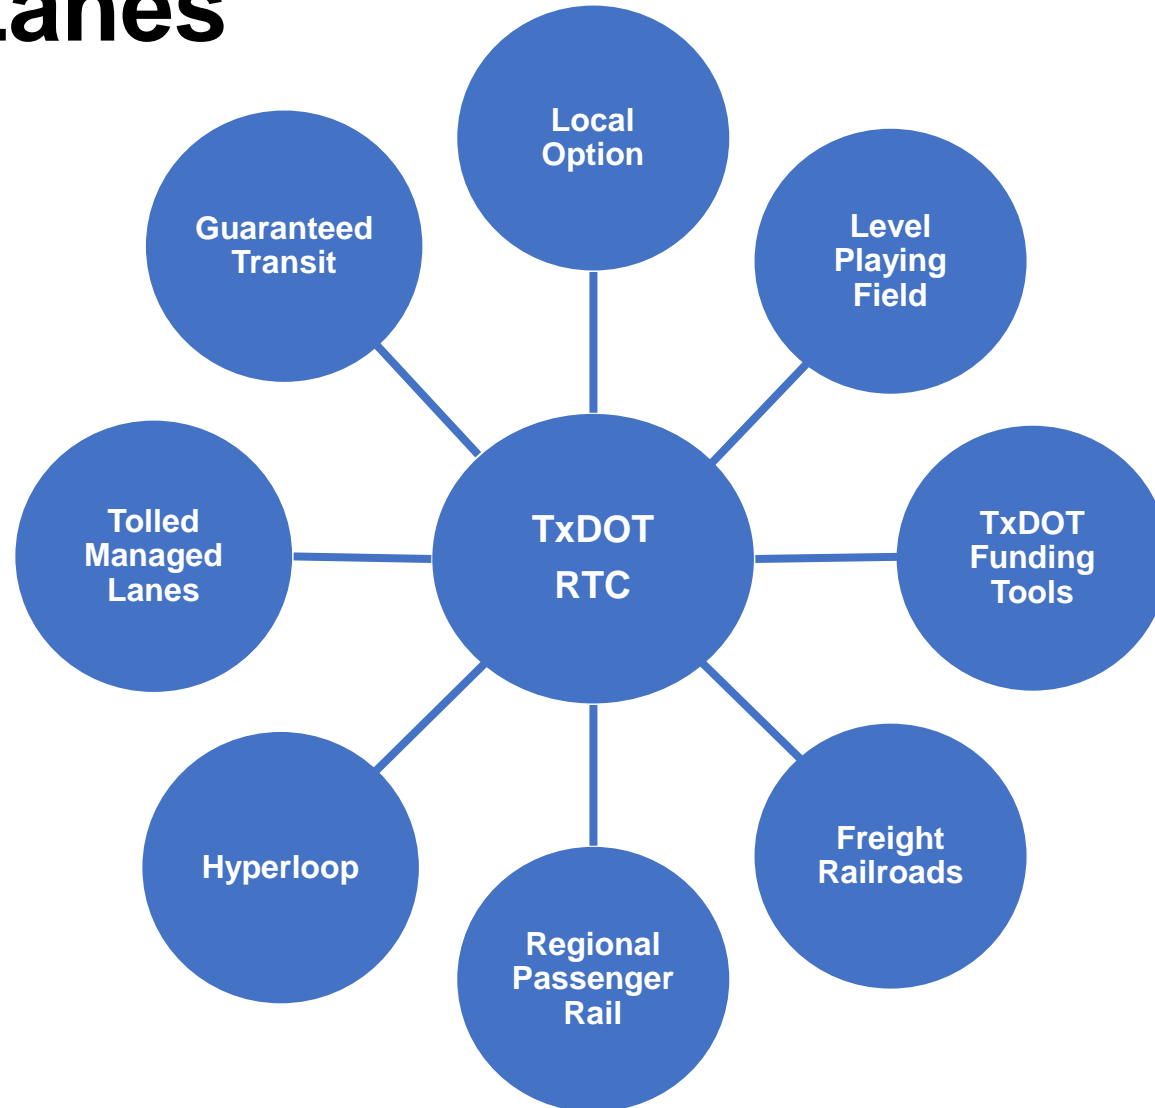 Lanes
Local
Option
Level
Playing
Field
TxDOT
Funding
Tools
Freight
Railroads
Regional
Passenger
Rail
Hyperloop
Tolled
Managed
Lanes
Guaranteed
Transit
TxDOT
RTC